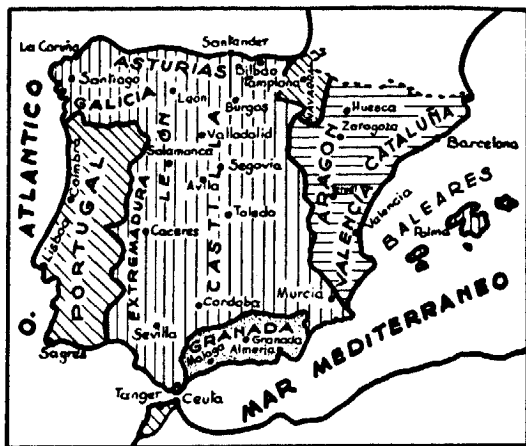 La Coruña
Santander
ASTURIAS
Bilbao
Pamplona
NAVARRA
Santiago
GALICIA
León
Burgos
Huesca
Zaragoza
CATALUÑA
Barcelona
Valladolid
LEÓN
Salamanca
Segovia
Avila
CASTILLA
ARAGON
O. ATLANTICO
PORTUGAL
Coimbra
Lisboa
Toledo
EXTREMADURA
Caceres
VALENCIA
Valencia
BALEARES
Palma
Cordoba
Murcia
Sevilla
GRANADA
Granada
Malaga
Almeria
Sagres
MAR MEDITERRANEO
Tanger
Ceuta